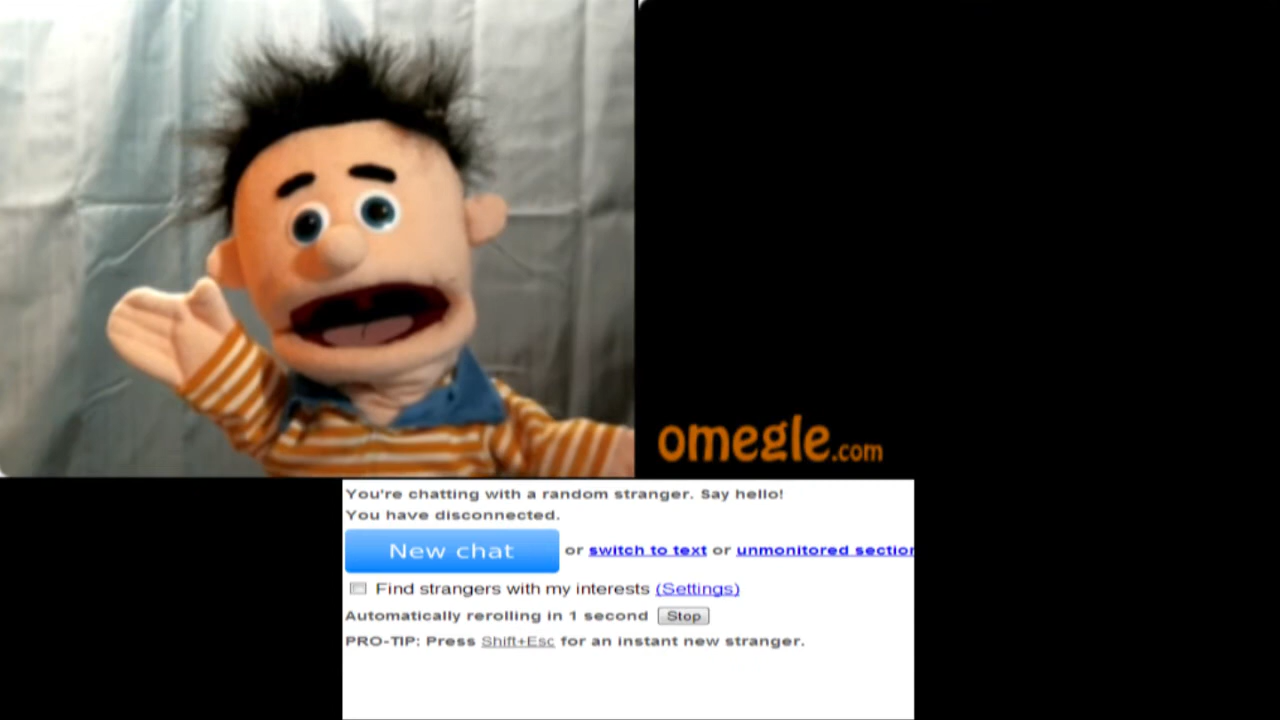 omegle.com
You're chatting with a random stranger. Say hello!
You have disconnected.
New chat or switch to text or unmonitored section
Find strangers with my interests (Settings)
Automatically rerolling in 1 second Stop
PRO-TIP: Press Shift+Esc for an instant new stranger.